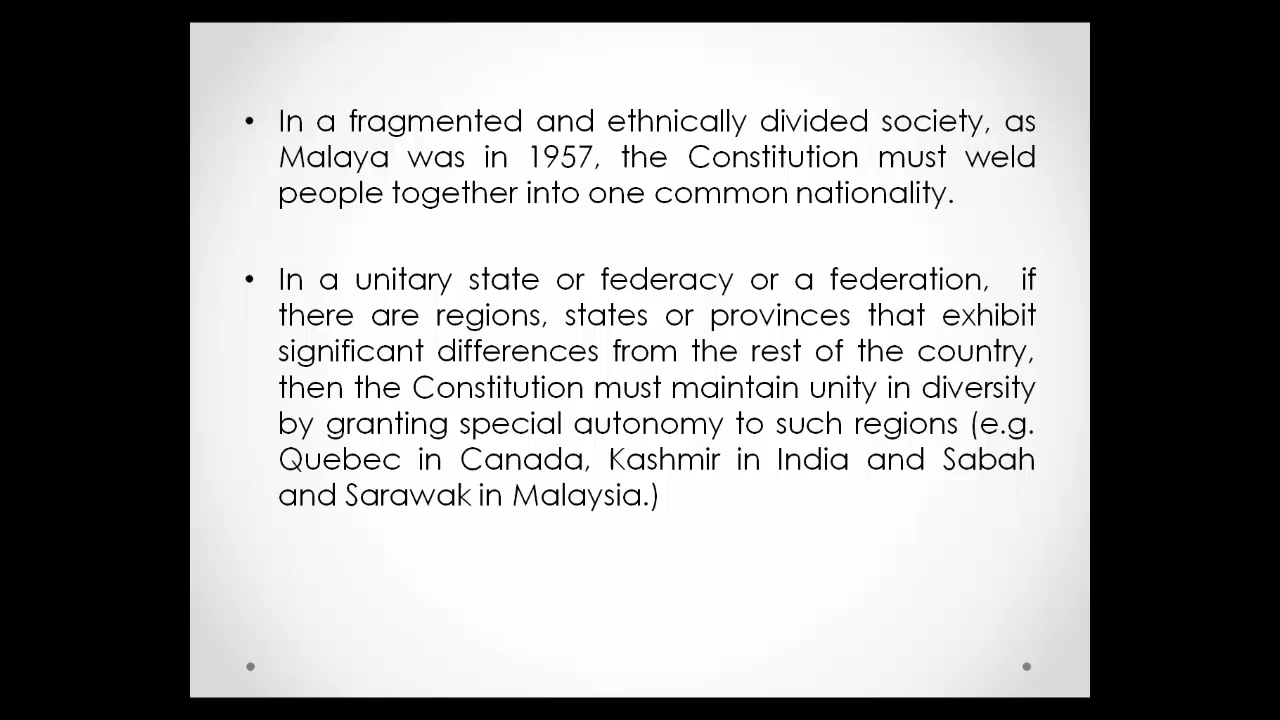 • In a fragmented and ethnically divided society, as
Malaya was in 1957, the Constitution must weld
people together into one common nationality.
• In a unitary state or federacy or a federation, if
there are regions, states or provinces that exhibit
significant differences from the rest of the country,
then the Constitution must maintain unity in diversity
by granting special autonomy to such regions (e.g.
Quebec in Canada, Kashmir in India and Sabah
and Sarawak in Malaysia.)